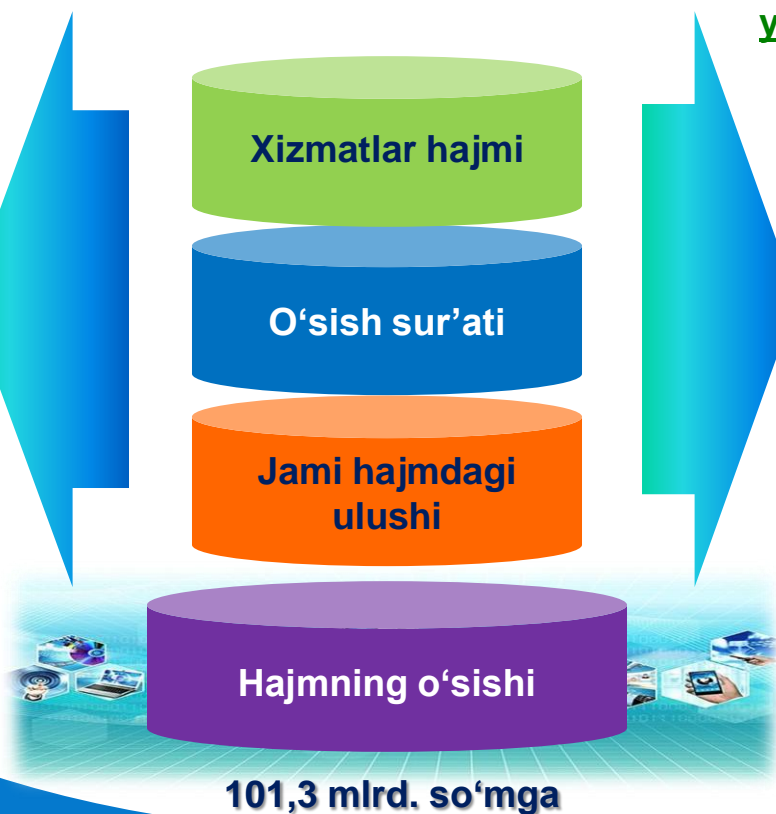 y
Xizmatlar hajmi
O‘sish sur’ati
Jami hajmdagi
ulushi
Hajmning o‘sishi
101,3 mlrd. so‘mga